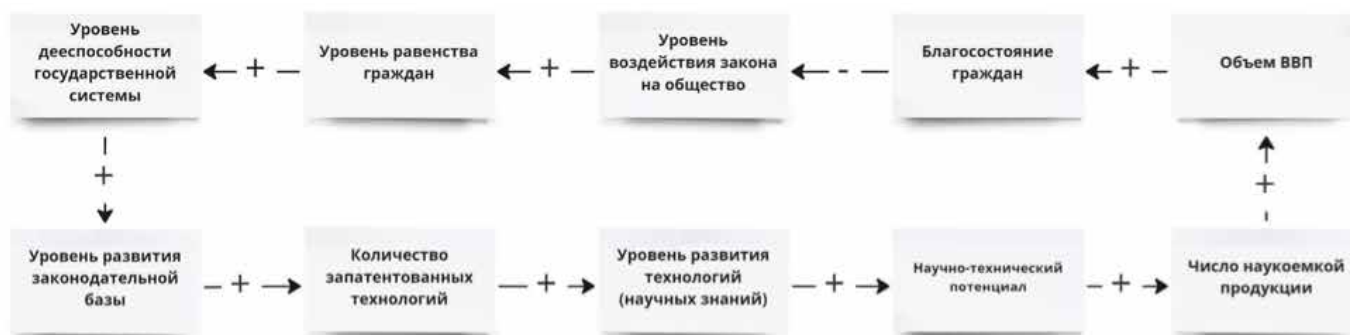 Уровень
дееспособности
государственной
системы
+
Уровень равенства
граждан
+
Уровень
воздействия закона
на общество
-
Благосостояние
граждан
+
Объем ВВП
+
+
Уровень развития
законодательной
базы
+
Количество
запатентованных
технологий
+
Уровень развития
технологий
(научных знаний)
+
Научно-технический
потенциал
+
Число наукоемкой
продукции